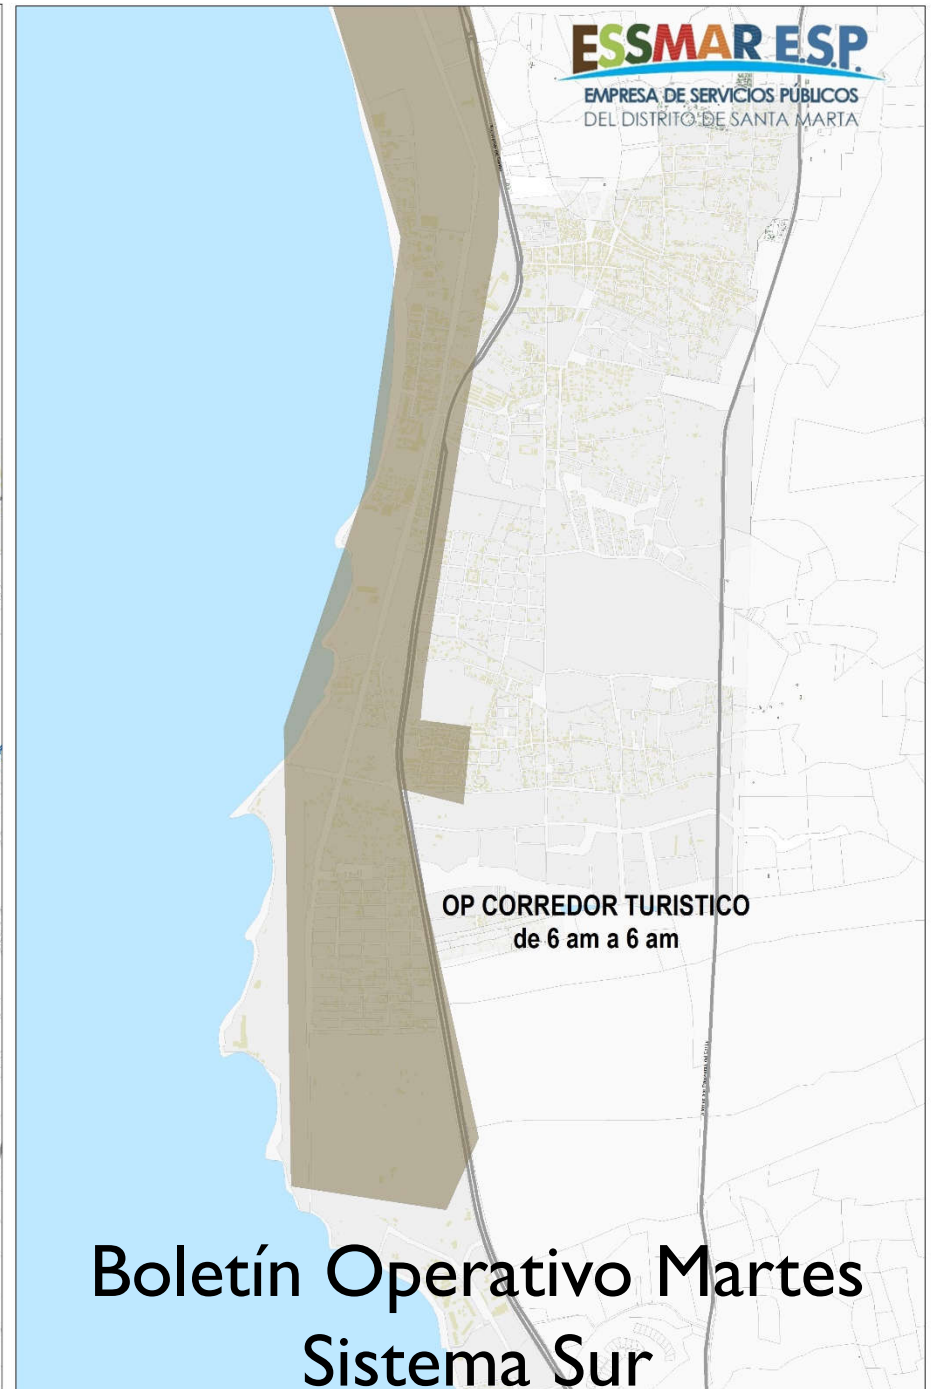 ESSMAR E.S.P.
EMPRESA DE SERVICIOS PÚBLICOS
DEL DISTRITO DE SANTA MARTA
OP CORREDOR TURISTICO
de 6 am a 6 am
Boletín Operativo Martes
Sistema Sur